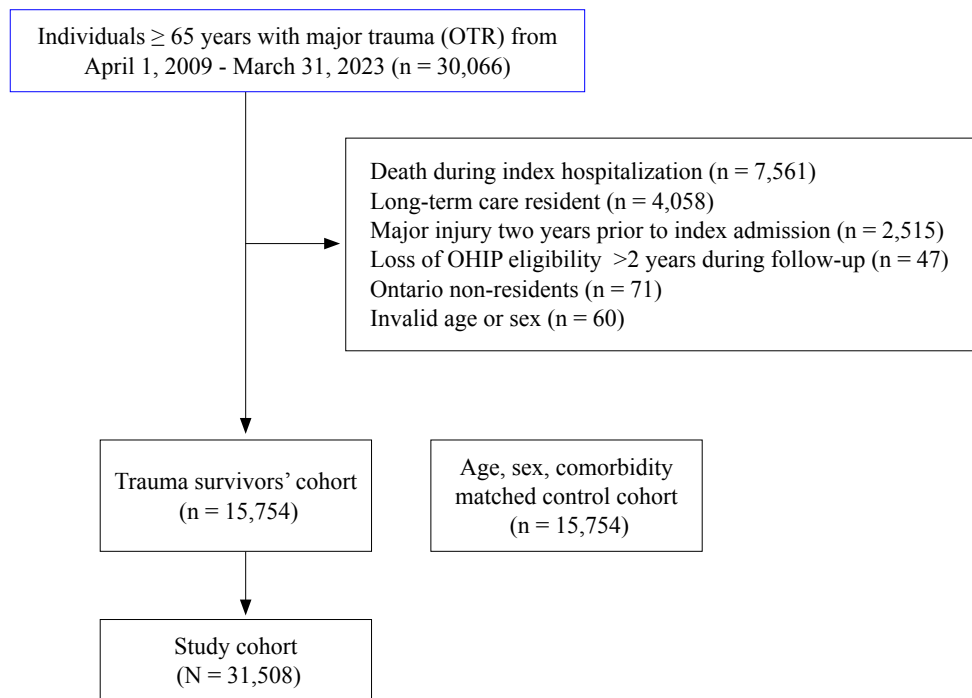 Individuals ≥ 65 years with major trauma (OTR) from
April 1, 2009 - March 31, 2023 (n = 30,066)
Death during index hospitalization (n = 7,561)
Long-term care resident (n = 4,058)
Major injury two years prior to index admission (n = 2,515)
Loss of OHIP eligibility >2 years during follow-up (n = 47)
Ontario non-residents (n = 71)
Invalid age or sex (n = 60)
Trauma survivors’ cohort
(n = 15,754)
Age, sex, comorbidity
matched control cohort
(n = 15,754)
Study cohort
(N = 31,508)